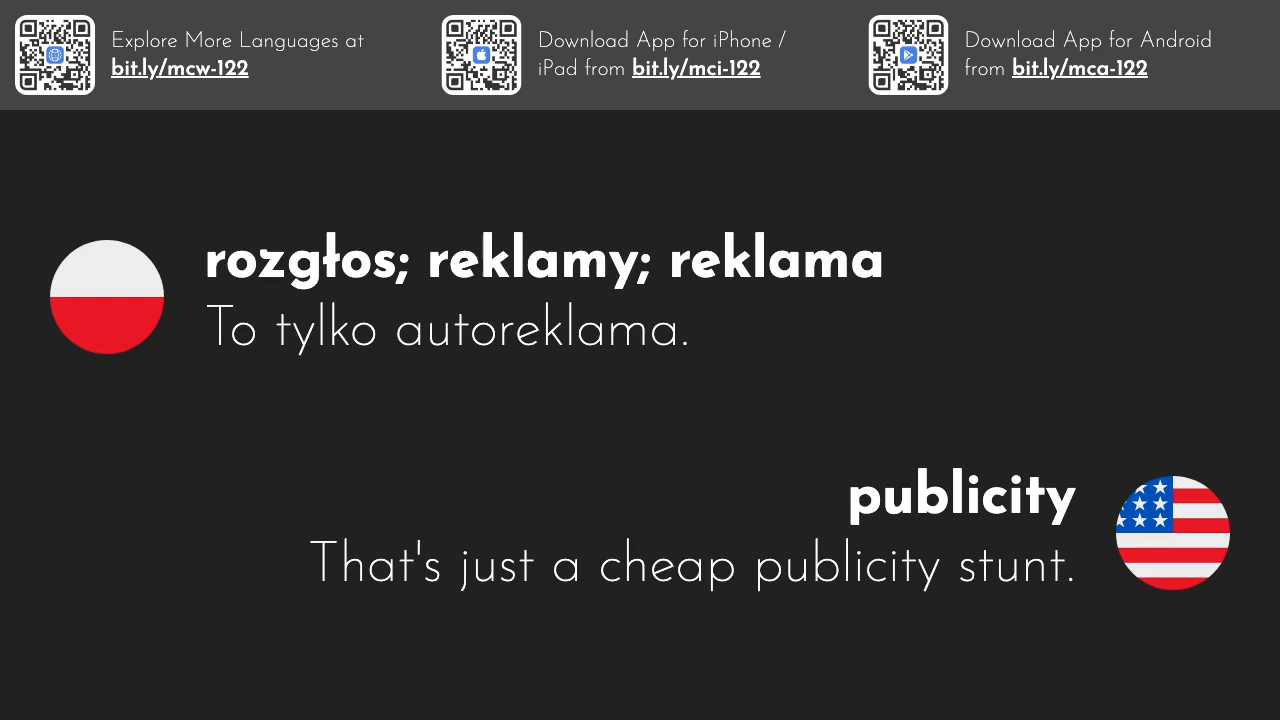 Explore More Languages at
bit.ly/mcw-122
Download App for iPhone /
iPad from bit.ly/mci-122
Download App for Android
from bit.ly/mca-122
rozgłos; reklamy; reklama
To tylko autoreklama.
publicity
That's just a cheap publicity stunt.